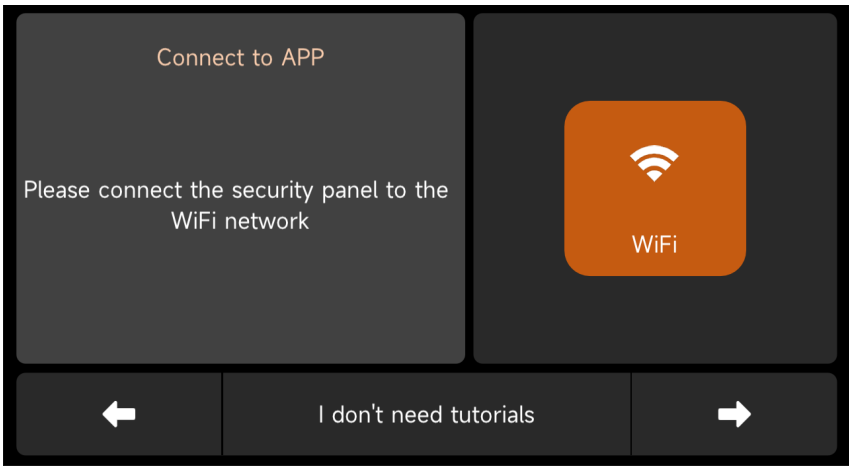 Connect to APP
Please connect the security panel to the
WiFi network
WiFi
I don't need tutorials